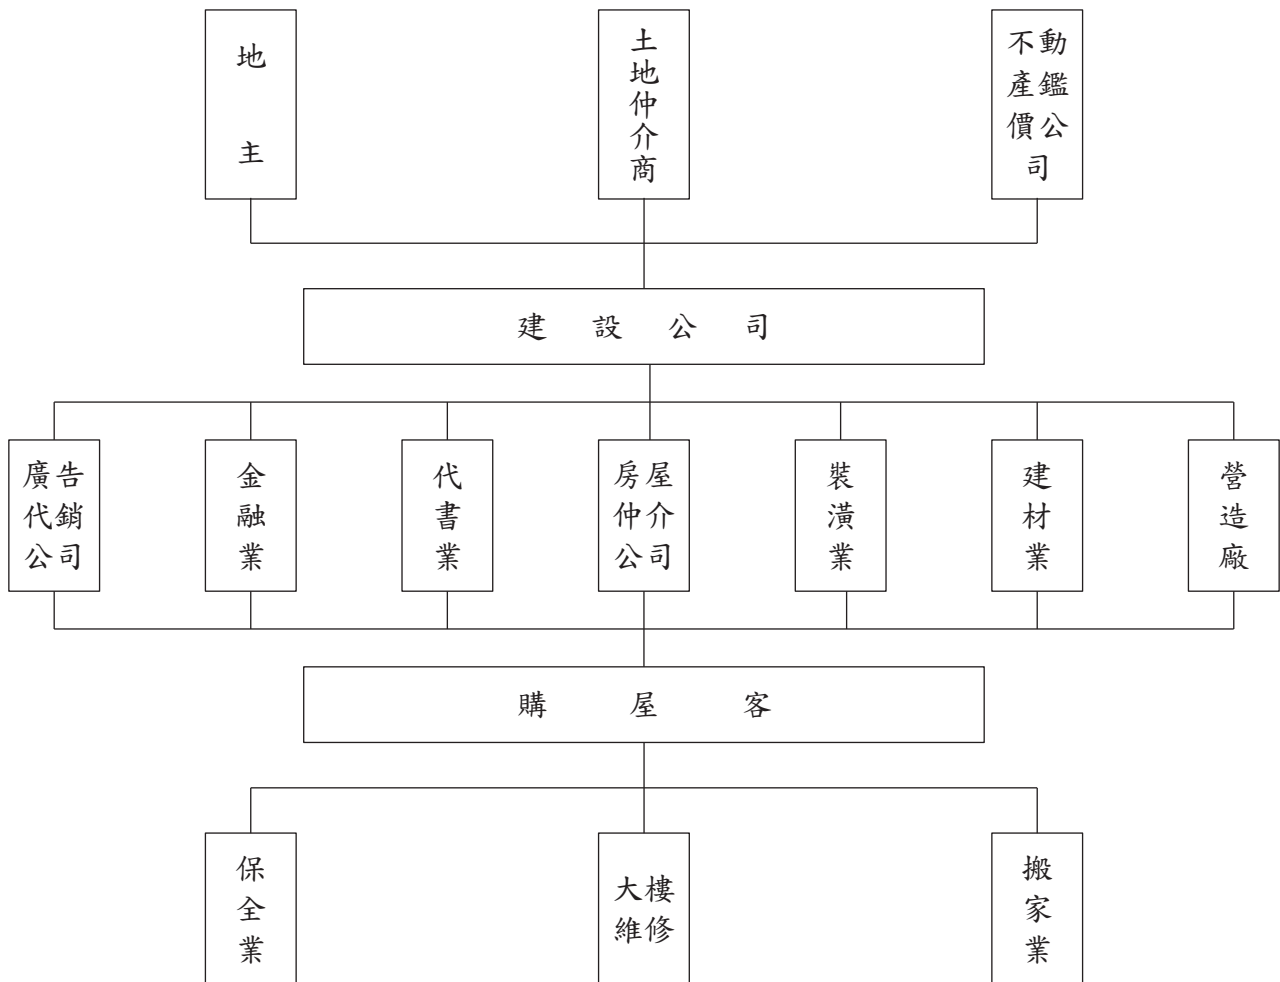 地主
土地仲介商
不動
產鑑
價公
司
建設公司
廣告
代銷
公司
金融業
代書業
房屋
仲介
公司
裝潢業
建材業
營造廠
購屋客
保全業
大樓
維修
搬家業